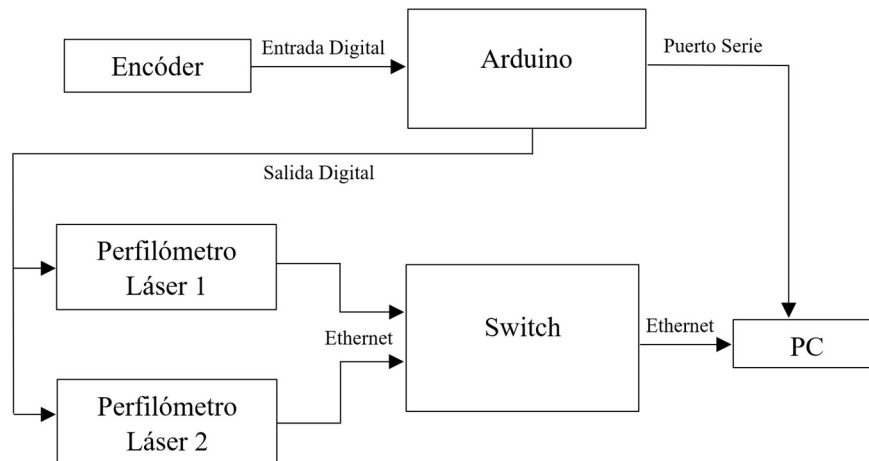 Entrada Digital
Encóder
Arduino
Puerto Serie
Salida Digital
Perfilómetro
Láser 1
Ethernet
Switch
Ethernet
PC
Perfilómetro
Láser 2